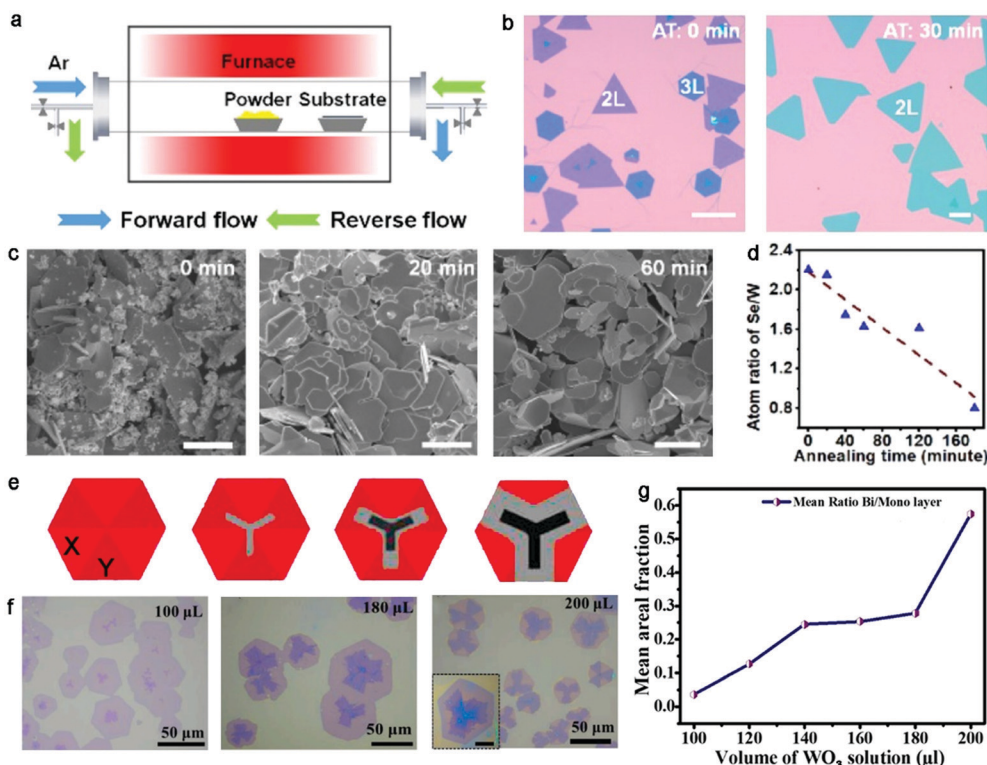 a
Ar
Furnace
Powder Substrate
Forward flow
Reverse flow
b
AT: 0 min
2L
3L
AT: 30 min
2L
c
0 min
20 min
60 min
d
2.4
2.0
1.6
1.2
0.8
Atom ratio of Se/W
0 40 80 120 160
Annealing time (minute)
e
X
Y
f
100 µL
50 µm
180 µL
50 µm
200 µL
50 µm
g
Mean Ratio Bi/Mono layer
0.6
0.5
0.4
0.3
0.2
0.1
0.0
Mean areal fraction
100 120 140 160 180 200
Volume of WO₃ solution (µl)